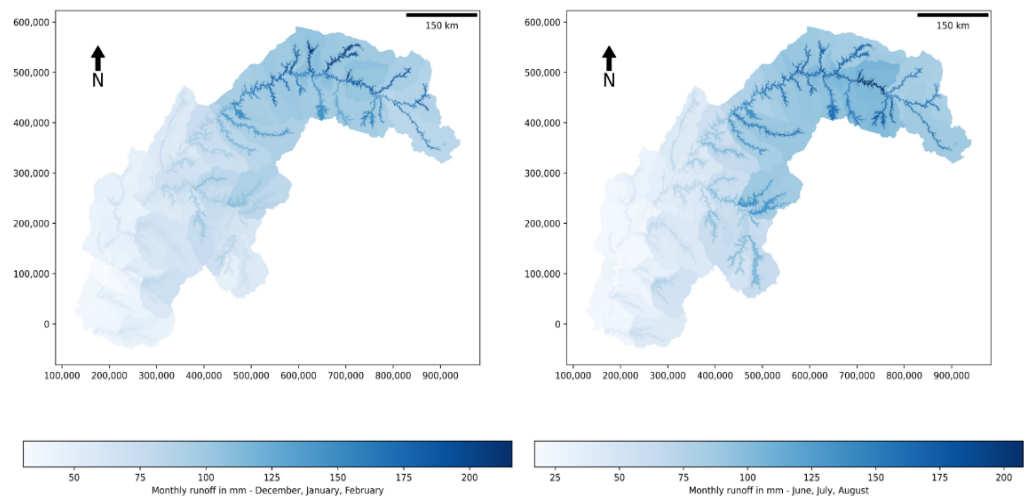 600,000
500,000
400,000
300,000
200,000
100,000
0
100,000 200,000 300,000 400,000 500,000 600,000 700,000 800,000 900,000
N
150 km
50 75 100 125 150 175 200
Monthly runoff in mm - December, January, February
600,000
500,000
400,000
300,000
200,000
100,000
0
100,000 200,000 300,000 400,000 500,000 600,000 700,000 800,000 900,000
N
150 km
25 50 75 100 125 150 175 200
Monthly runoff in mm - June, July, August